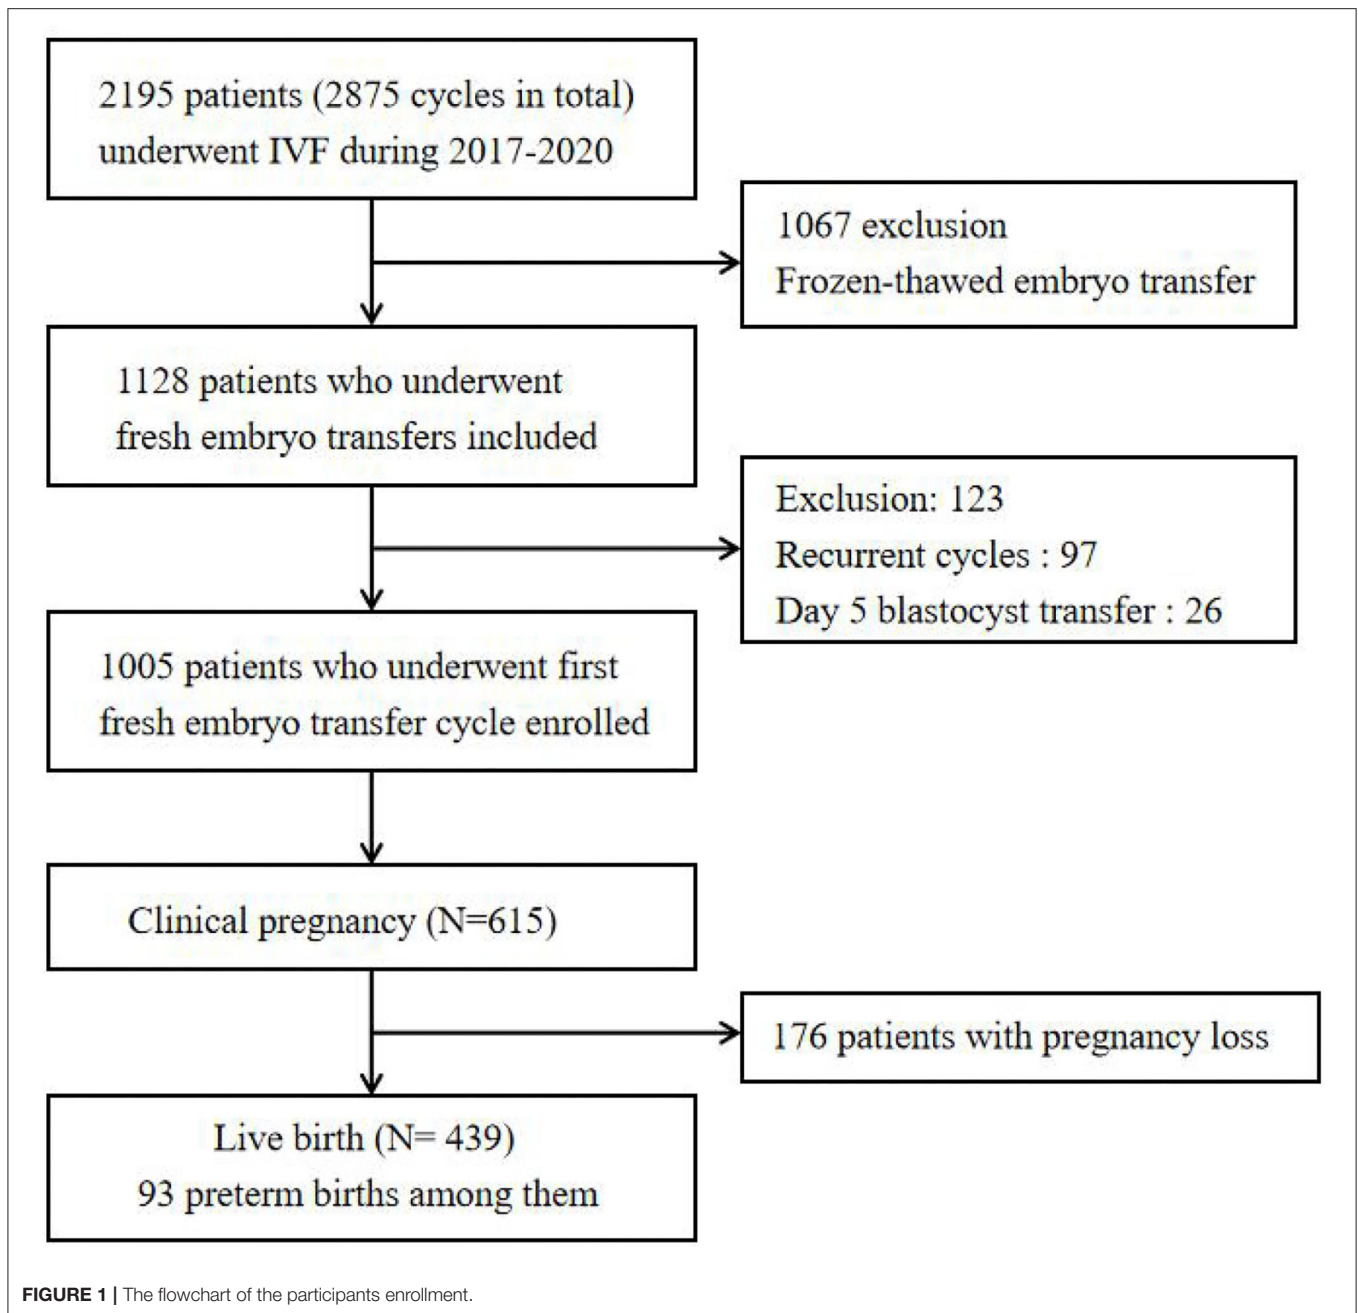 2195 patients (2875 cycles in total)
underwent IVF during 2017-2020
1067 exclusion
Frozen-thawed embryo transfer
1128 patients who underwent
fresh embryo transfers included
Exclusion: 123
Recurrent cycles : 97
Day 5 blastocyst transfer : 26
1005 patients who underwent first
fresh embryo transfer cycle enrolled
Clinical pregnancy (N=615)
176 patients with pregnancy loss
Live birth (N= 439)
93 preterm births among them
FIGURE 1 | The flowchart of the participants enrollment.